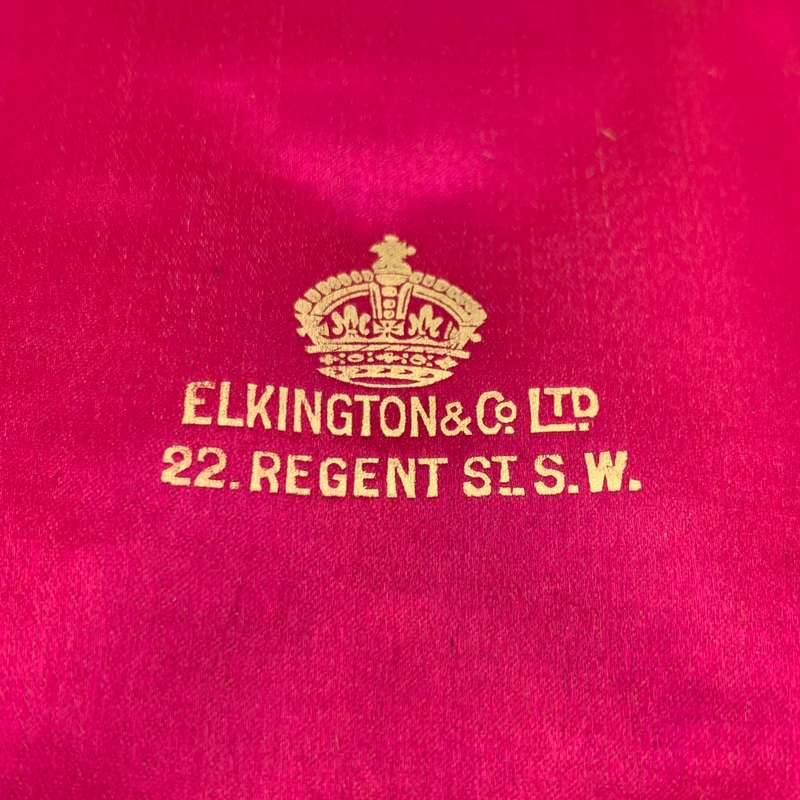 ELKINGTON & Co. LTD.
22. REGENT ST. S.W.